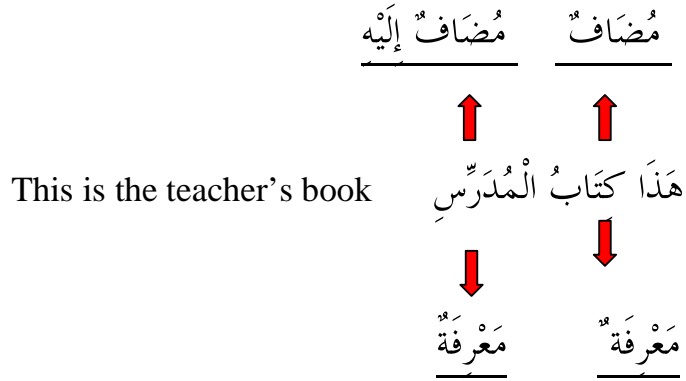 مُضَافٌ مُضَافٌ إِلَيْهِ
هَذَا كِتَابُ الْمُدَرِّسِ This is the teacher’s book
مَعْرِفَةٌ مَعْرِفَةٌ